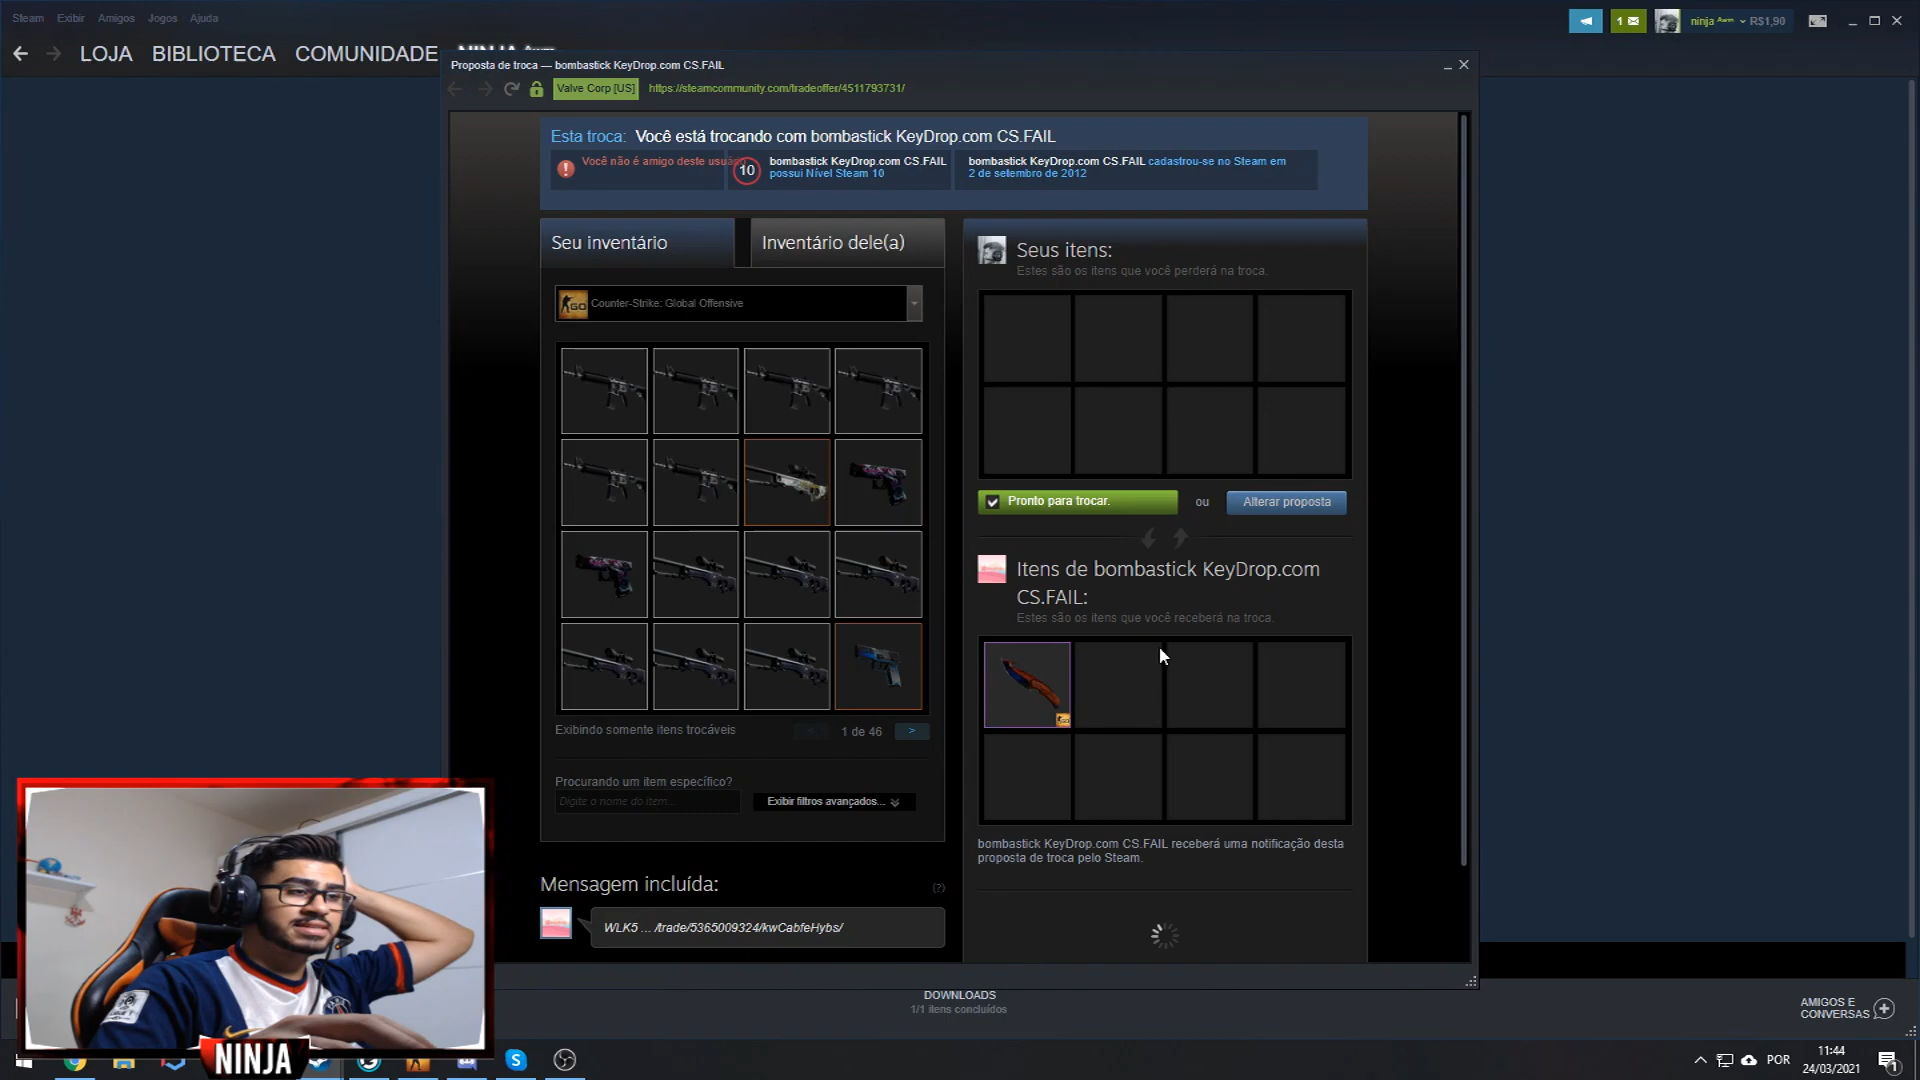 Steam Exibir Amigos Jogos Ajuda
1
ninja ᴬʷᵐ R$1,90
LOJA BIBLIOTECA COMUNIDADE NINJA
Proposta de troca — bombastick KeyDrop.com CS.FAIL
Valve Corp [US] https://steamcommunity.com/tradeoffer/4511793731/
Esta troca: Você está trocando com bombastick KeyDrop.com CS.FAIL
Você não é amigo deste
10
bombastick KeyDrop.com CS.FAIL
possui Nível Steam 10
bombastick KeyDrop.com CS.FAIL cadastrou-se no Steam em
2 de setembro de 2012
Seu inventário
Inventário dele(a)
Counter-Strike: Global Offensive
Seus itens:
Estes são os itens que você perderá na troca.
Pronto para trocar.
ou
Alterar proposta
Itens de bombastick KeyDrop.com
CS.FAIL:
Estes são os itens que você receberá na troca.
Exibindo somente itens trocáveis
1 de 46
>
Procurando um item específico?
Digite o nome do item...
Exibir filtros avançados...
bombastick KeyDrop.com CS.FAIL receberá uma notificação desta
proposta de troca pelo Steam.
Mensagem incluída:
(?)
WLK5 ... /trade/5365009324/kwCabfeHybs/
DOWNLOADS
1/1 itens concluídos
AMIGOS E
CONVERSAS
NINJA
POR
11:44
24/03/2021
1